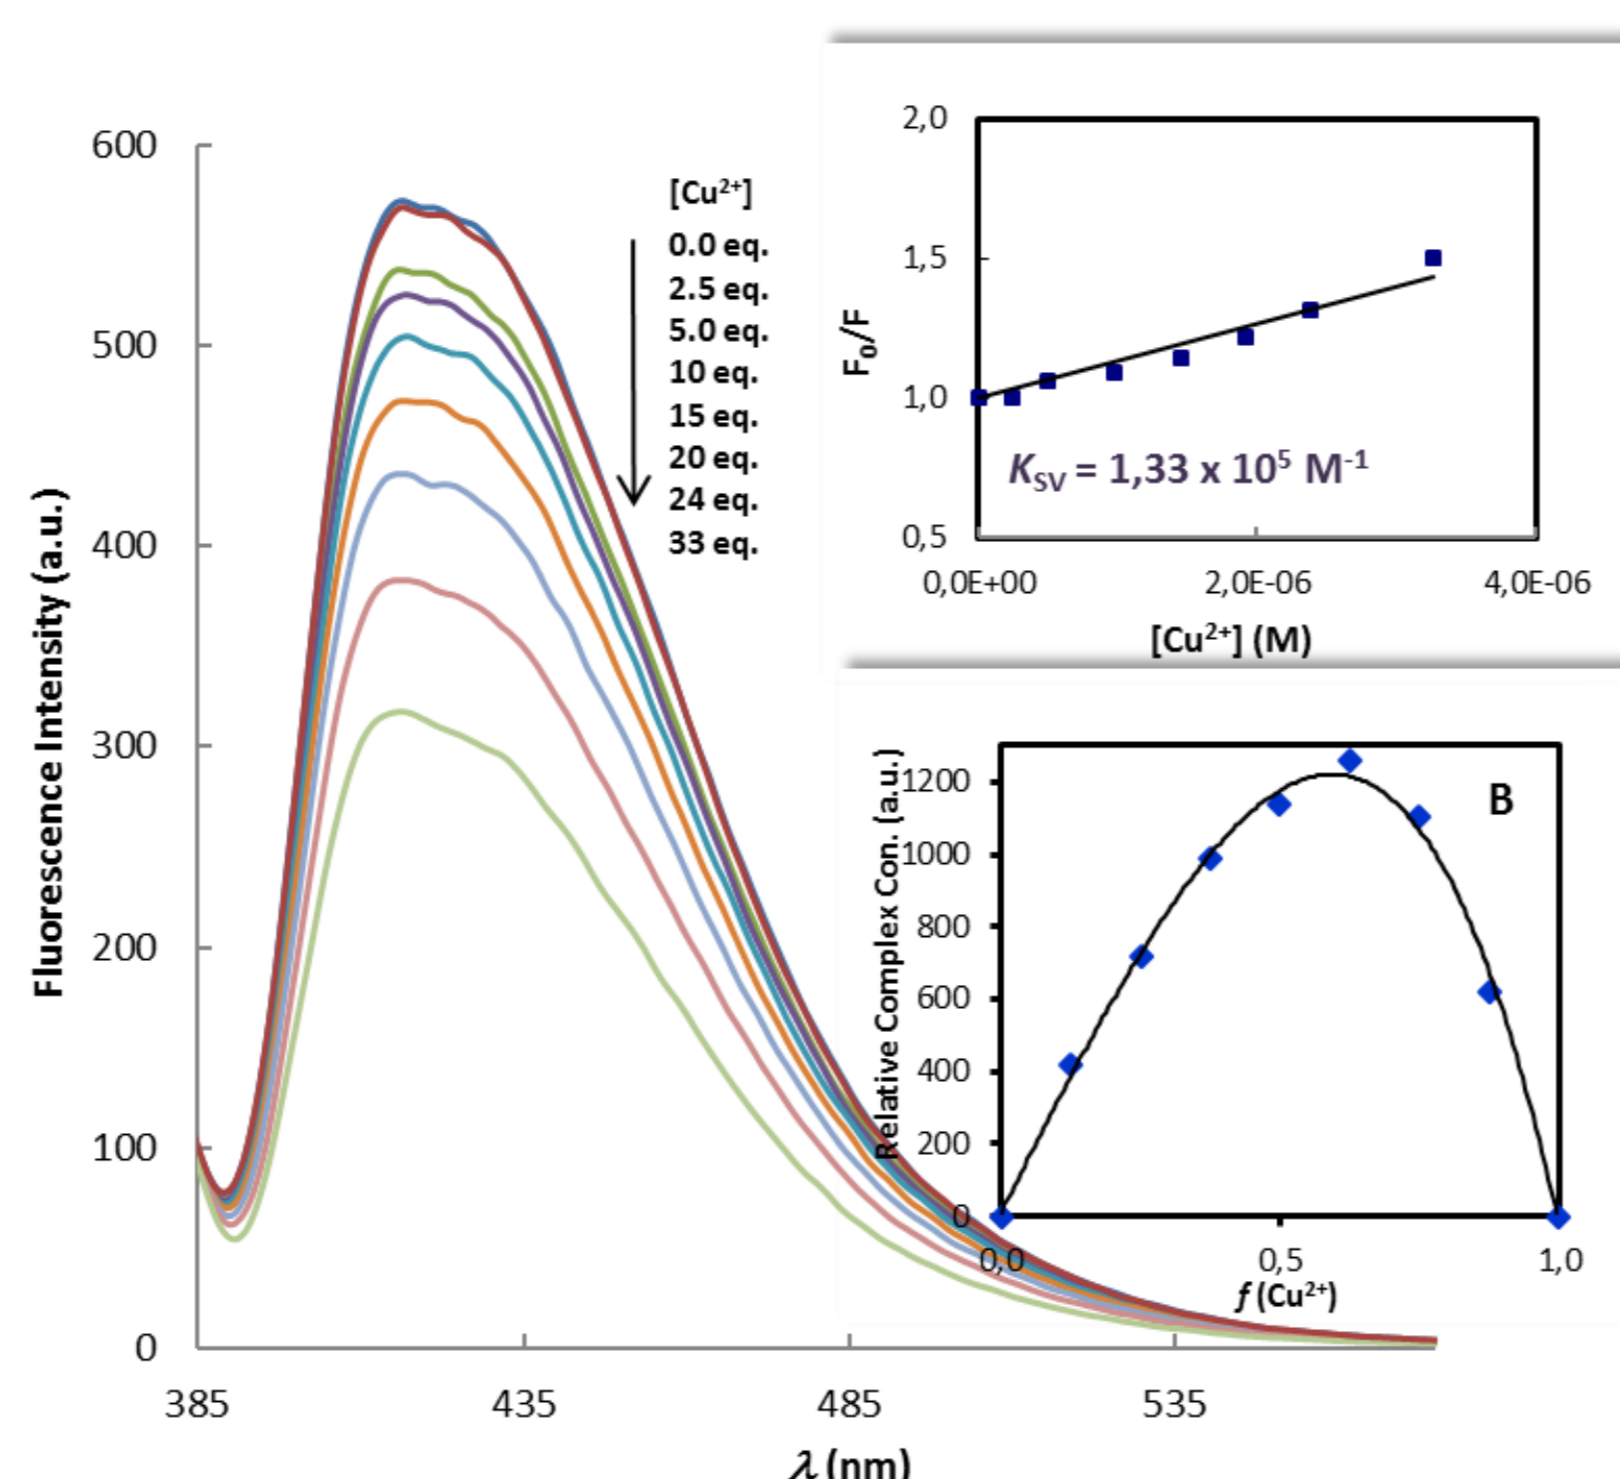 600
500
400
300
200
100
0
385
435
485
535
Fluorescence Intensity (a.u.)
λ (nm)
[Cu²⁺]
0.0 eq.
2.5 eq.
5.0 eq.
10 eq.
15 eq.
20 eq.
24 eq.
33 eq.
2,0
1,5
1,0
0,5
F₀/F
K_SV = 1,33 x 10⁵ M⁻¹
0,0E+00
2,0E-06
4,0E-06
[Cu²⁺] (M)
Relative Complex Con. (a.u.)
1200
1000
800
600
400
200
0
B
0,0
0,5
1,0
f (Cu²⁺)